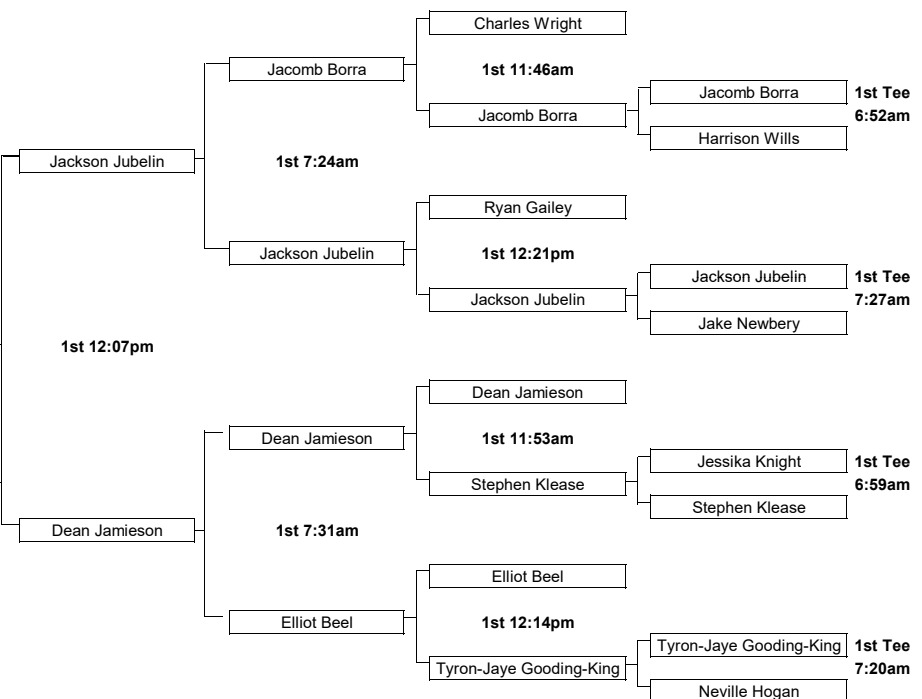 Charles Wright
Jacomb Borra
1st 11:46am
Jacomb Borra
1st Tee
Jacomb Borra
6:52am
Harrison Wills
Jackson Jubelin
1st 7:24am
Ryan Gailey
Jackson Jubelin
1st 12:21pm
Jackson Jubelin
1st Tee
Jackson Jubelin
7:27am
Jake Newbery
1st 12:07pm
Dean Jamieson
Dean Jamieson
1st 11:53am
Jessika Knight
1st Tee
Stephen Klease
6:59am
Stephen Klease
Dean Jamieson
1st 7:31am
Elliot Beel
Elliot Beel
1st 12:14pm
Tyron-Jaye Gooding-King
1st Tee
Tyron-Jaye Gooding-King
7:20am
Neville Hogan